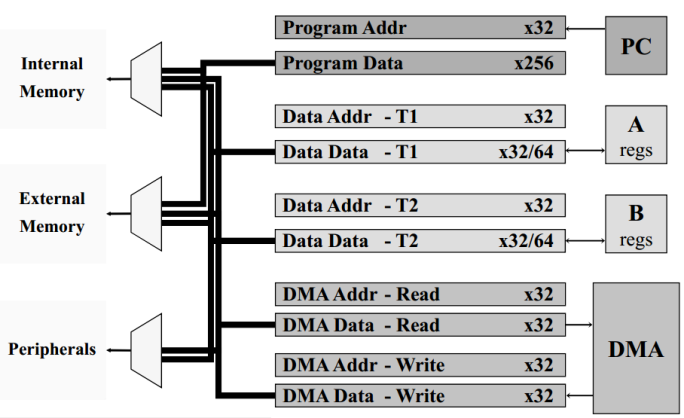 Program Addr x32
PC
Program Data x256
Internal
Memory
Data Addr - T1 x32
A
regs
Data Data - T1 x32/64
External
Memory
Data Addr - T2 x32
B
regs
Data Data - T2 x32/64
DMA Addr - Read x32
DMA Data - Read x32
Peripherals
DMA
DMA Addr - Write x32
DMA Data - Write x32